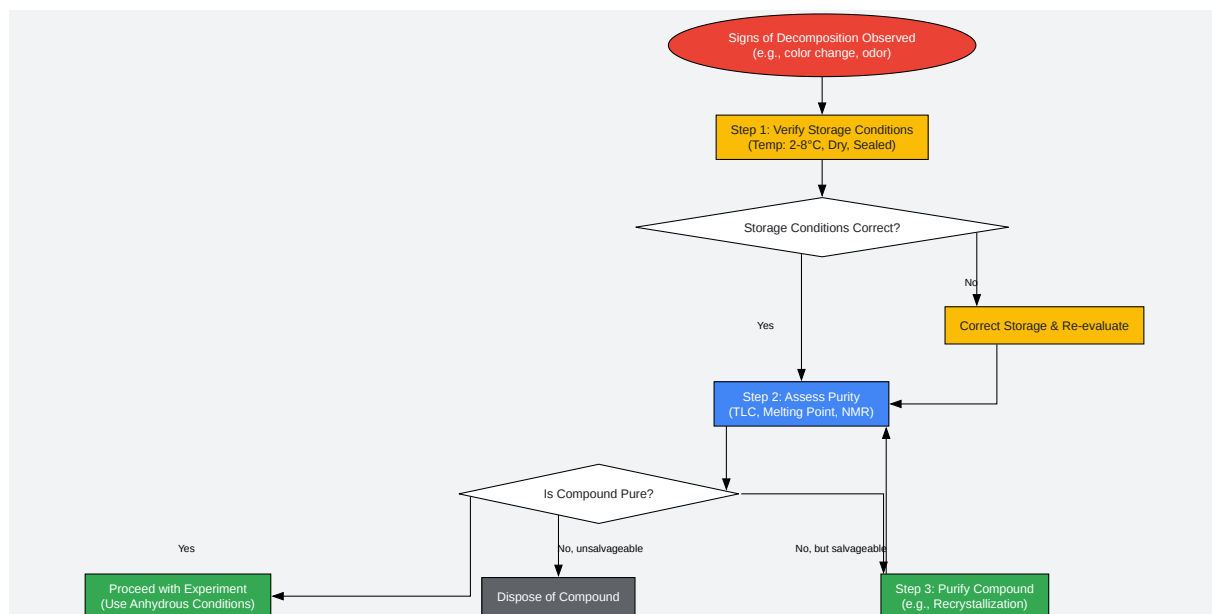 Signs of Decomposition Observed
(e.g., color change, odor)
Step 1: Verify Storage Conditions
(Temp: 2-8°C, Dry, Sealed)
Storage Conditions Correct?
No
Yes
Correct Storage & Re-evaluate
Step 2: Assess Purity
(TLC, Melting Point, NMR)
Is Compound Pure?
Yes
No, unsalvageable
No, but salvageable
Proceed with Experiment
(Use Anhydrous Conditions)
Dispose of Compound
Step 3: Purify Compound
(e.g., Recrystallization)